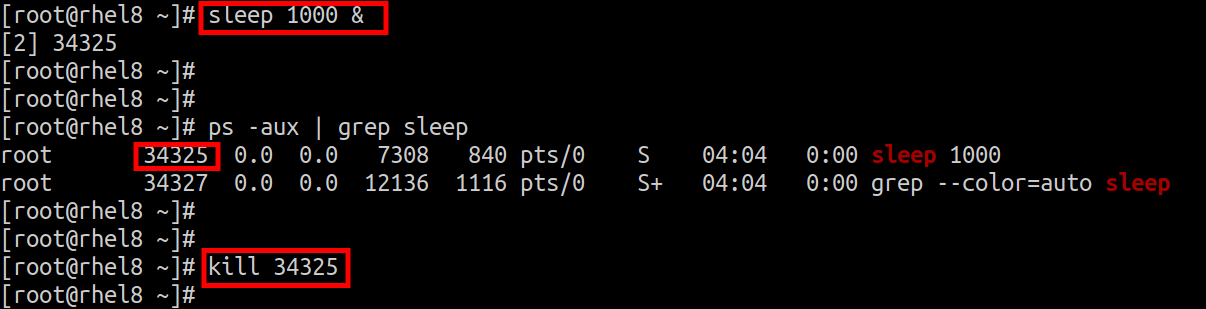 [root@rhel8 ~]# sleep 1000 &
[2] 34325
[root@rhel8 ~]#
[root@rhel8 ~]#
[root@rhel8 ~]# ps -aux | grep sleep
root 34325 0.0 0.0 7308 840 pts/0 S 04:04 0:00 sleep 1000
root 34327 0.0 0.0 12136 1116 pts/0 S+ 04:04 0:00 grep --color=auto sleep
[root@rhel8 ~]#
[root@rhel8 ~]#
[root@rhel8 ~]# kill 34325
[root@rhel8 ~]#